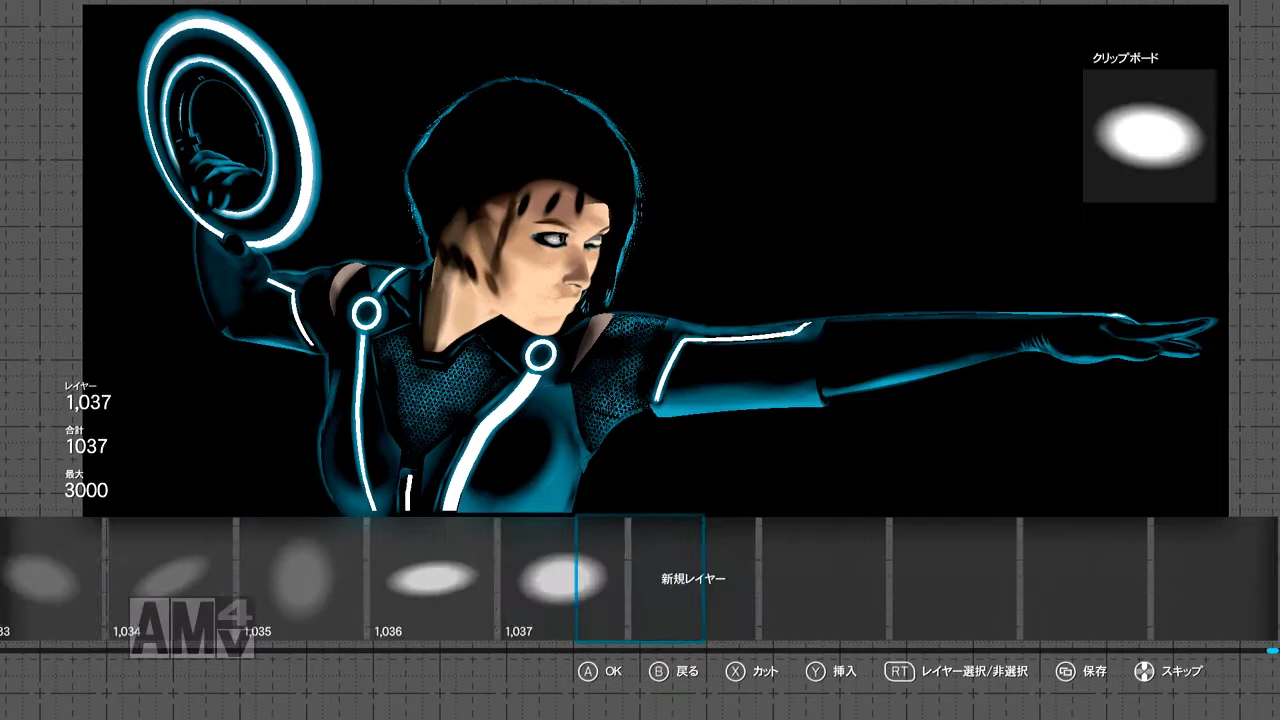 クリップボード
レイヤー
1,037
合計
1037
最大
3000
新規レイヤー
33
1,034
1,035
1,036
1,037
AM4V
A OK
B 戻る
X カット
Y 挿入
RT レイヤー選択/非選択
保存
スキップ